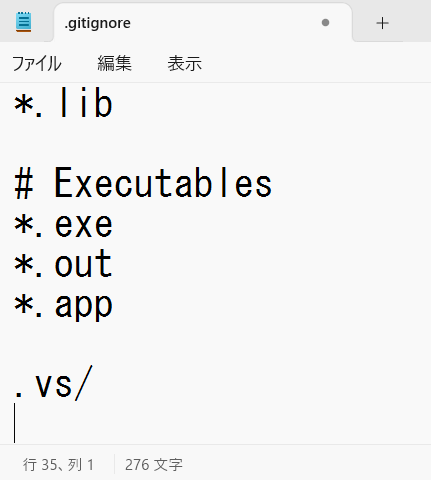 .gitignore
ファイル 編集 表示
*.lib
# Executables
*.exe
*.out
*.app
.vs/
行 35、列 1 276 文字